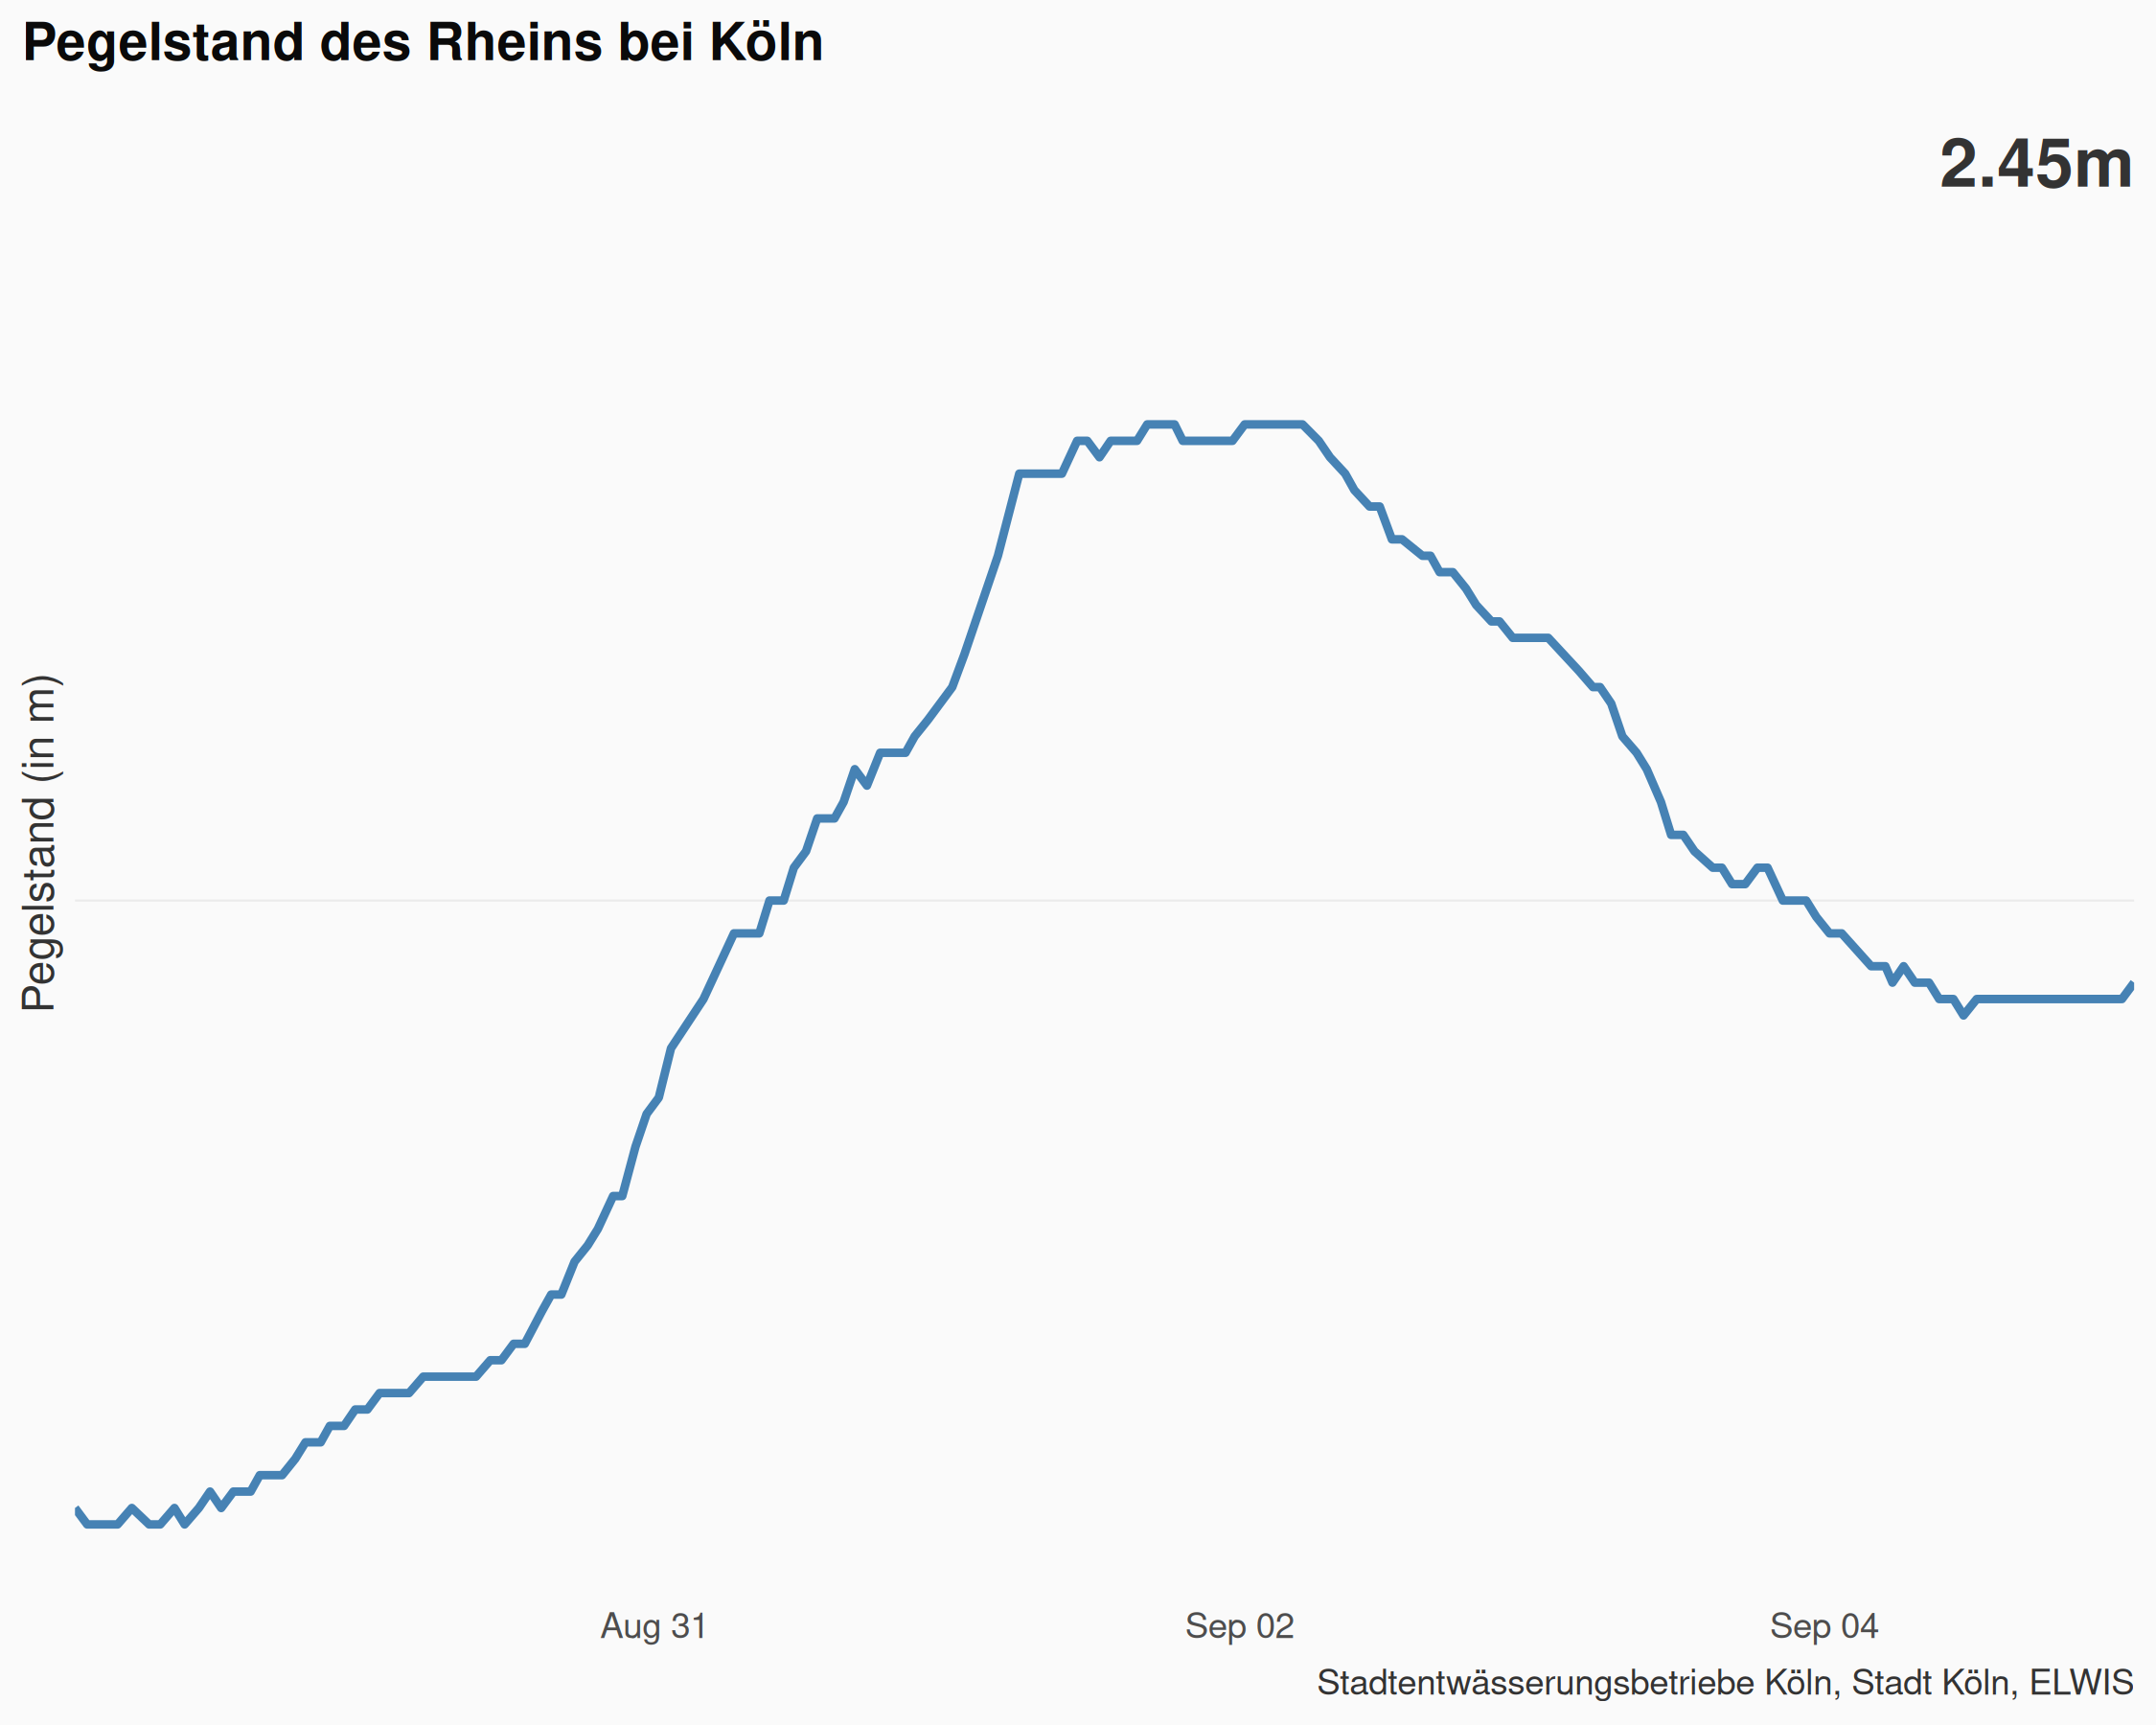 Pegelstand des Rheins bei Köln
2.45m
Pegelstand (in m)
Aug 31
Sep 02
Sep 04
Stadtentwässerungsbetriebe Köln, Stadt Köln, ELWIS